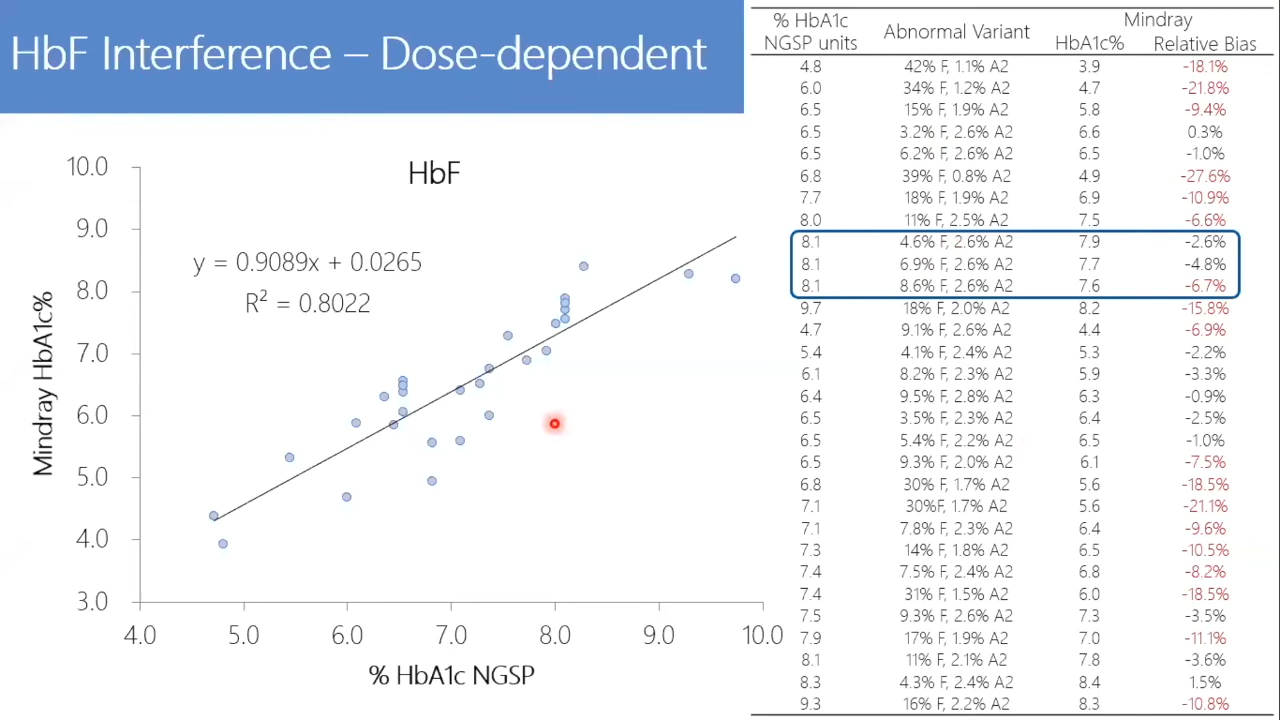 HbF Interference – Dose-dependent
HbF
y = 0.9089x + 0.0265
R² = 0.8022
Mindray HbA1c%
10.0
9.0
8.0
7.0
6.0
5.0
4.0
3.0
4.0 5.0 6.0 7.0 8.0 9.0 10.0
% HbA1c NGSP
% HbA1c Abnormal Variant Mindray
NGSP units HbA1c% Relative Bias
4.8 42% F, 1.1% A2 3.9 -18.1%
6.0 34% F, 1.2% A2 4.7 -21.8%
6.5 15% F, 1.9% A2 5.8 -9.4%
6.5 3.2% F, 2.6% A2 6.6 0.3%
6.5 6.2% F, 2.6% A2 6.5 -1.0%
6.8 39% F, 0.8% A2 4.9 -27.6%
7.7 18% F, 1.9% A2 6.9 -10.9%
8.0 11% F, 2.5% A2 7.5 -6.6%
8.1 4.6% F, 2.6% A2 7.9 -2.6%
8.1 6.9% F, 2.6% A2 7.7 -4.8%
8.1 8.6% F, 2.6% A2 7.6 -6.7%
9.7 18% F, 2.0% A2 8.2 -15.8%
4.7 9.1% F, 2.6% A2 4.4 -6.9%
5.4 4.1% F, 2.4% A2 5.3 -2.2%
6.1 8.2% F, 2.3% A2 5.9 -3.3%
6.4 9.5% F, 2.8% A2 6.3 -0.9%
6.5 3.5% F, 2.3% A2 6.4 -2.5%
6.5 5.4% F, 2.2% A2 6.5 -1.0%
6.5 9.3% F, 2.0% A2 6.1 -7.5%
6.8 30% F, 1.7% A2 5.6 -18.5%
7.1 30%F, 1.7% A2 5.6 -21.1%
7.1 7.8% F, 2.3% A2 6.4 -9.6%
7.3 14% F, 1.8% A2 6.5 -10.5%
7.4 7.5% F, 2.4% A2 6.8 -8.2%
7.4 31% F, 1.5% A2 6.0 -18.5%
7.5 9.3% F, 2.6% A2 7.3 -3.5%
7.9 17% F, 1.9% A2 7.0 -11.1%
8.1 11% F, 2.1% A2 7.8 -3.6%
8.3 4.3% F, 2.4% A2 8.4 1.5%
9.3 16% F, 2.2% A2 8.3 -10.8%